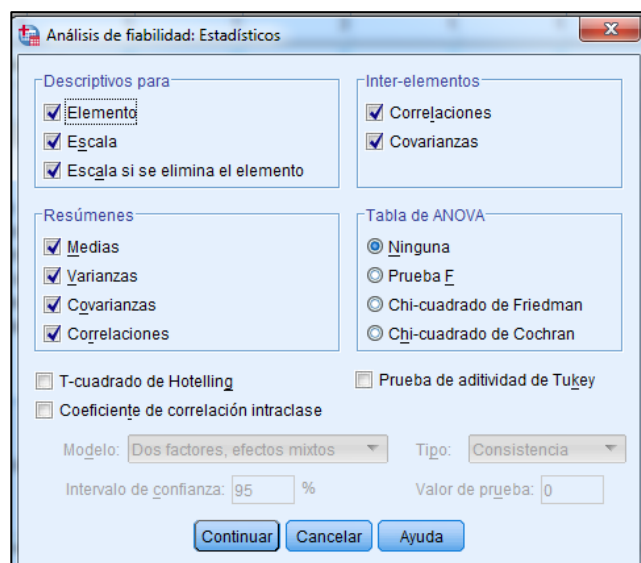 Análisis de fiabilidad: Estadísticos
Descriptivos para
Elemento
Escala
Escala si se elimina el elemento
Inter-elementos
Correlaciones
Covarianzas
Resúmenes
Medias
Varianzas
Covarianzas
Correlaciones
Tabla de ANOVA
Ninguna
Prueba F
Chi-cuadrado de Friedman
Chi-cuadrado de Cochran
T-cuadrado de Hotelling
Prueba de aditividad de Tukey
Coeficiente de correlación intraclase
Modelo: Dos factores, efectos mixtos Tipo: Consistencia
Intervalo de confianza: 95 % Valor de prueba: 0
Continuar Cancelar Ayuda